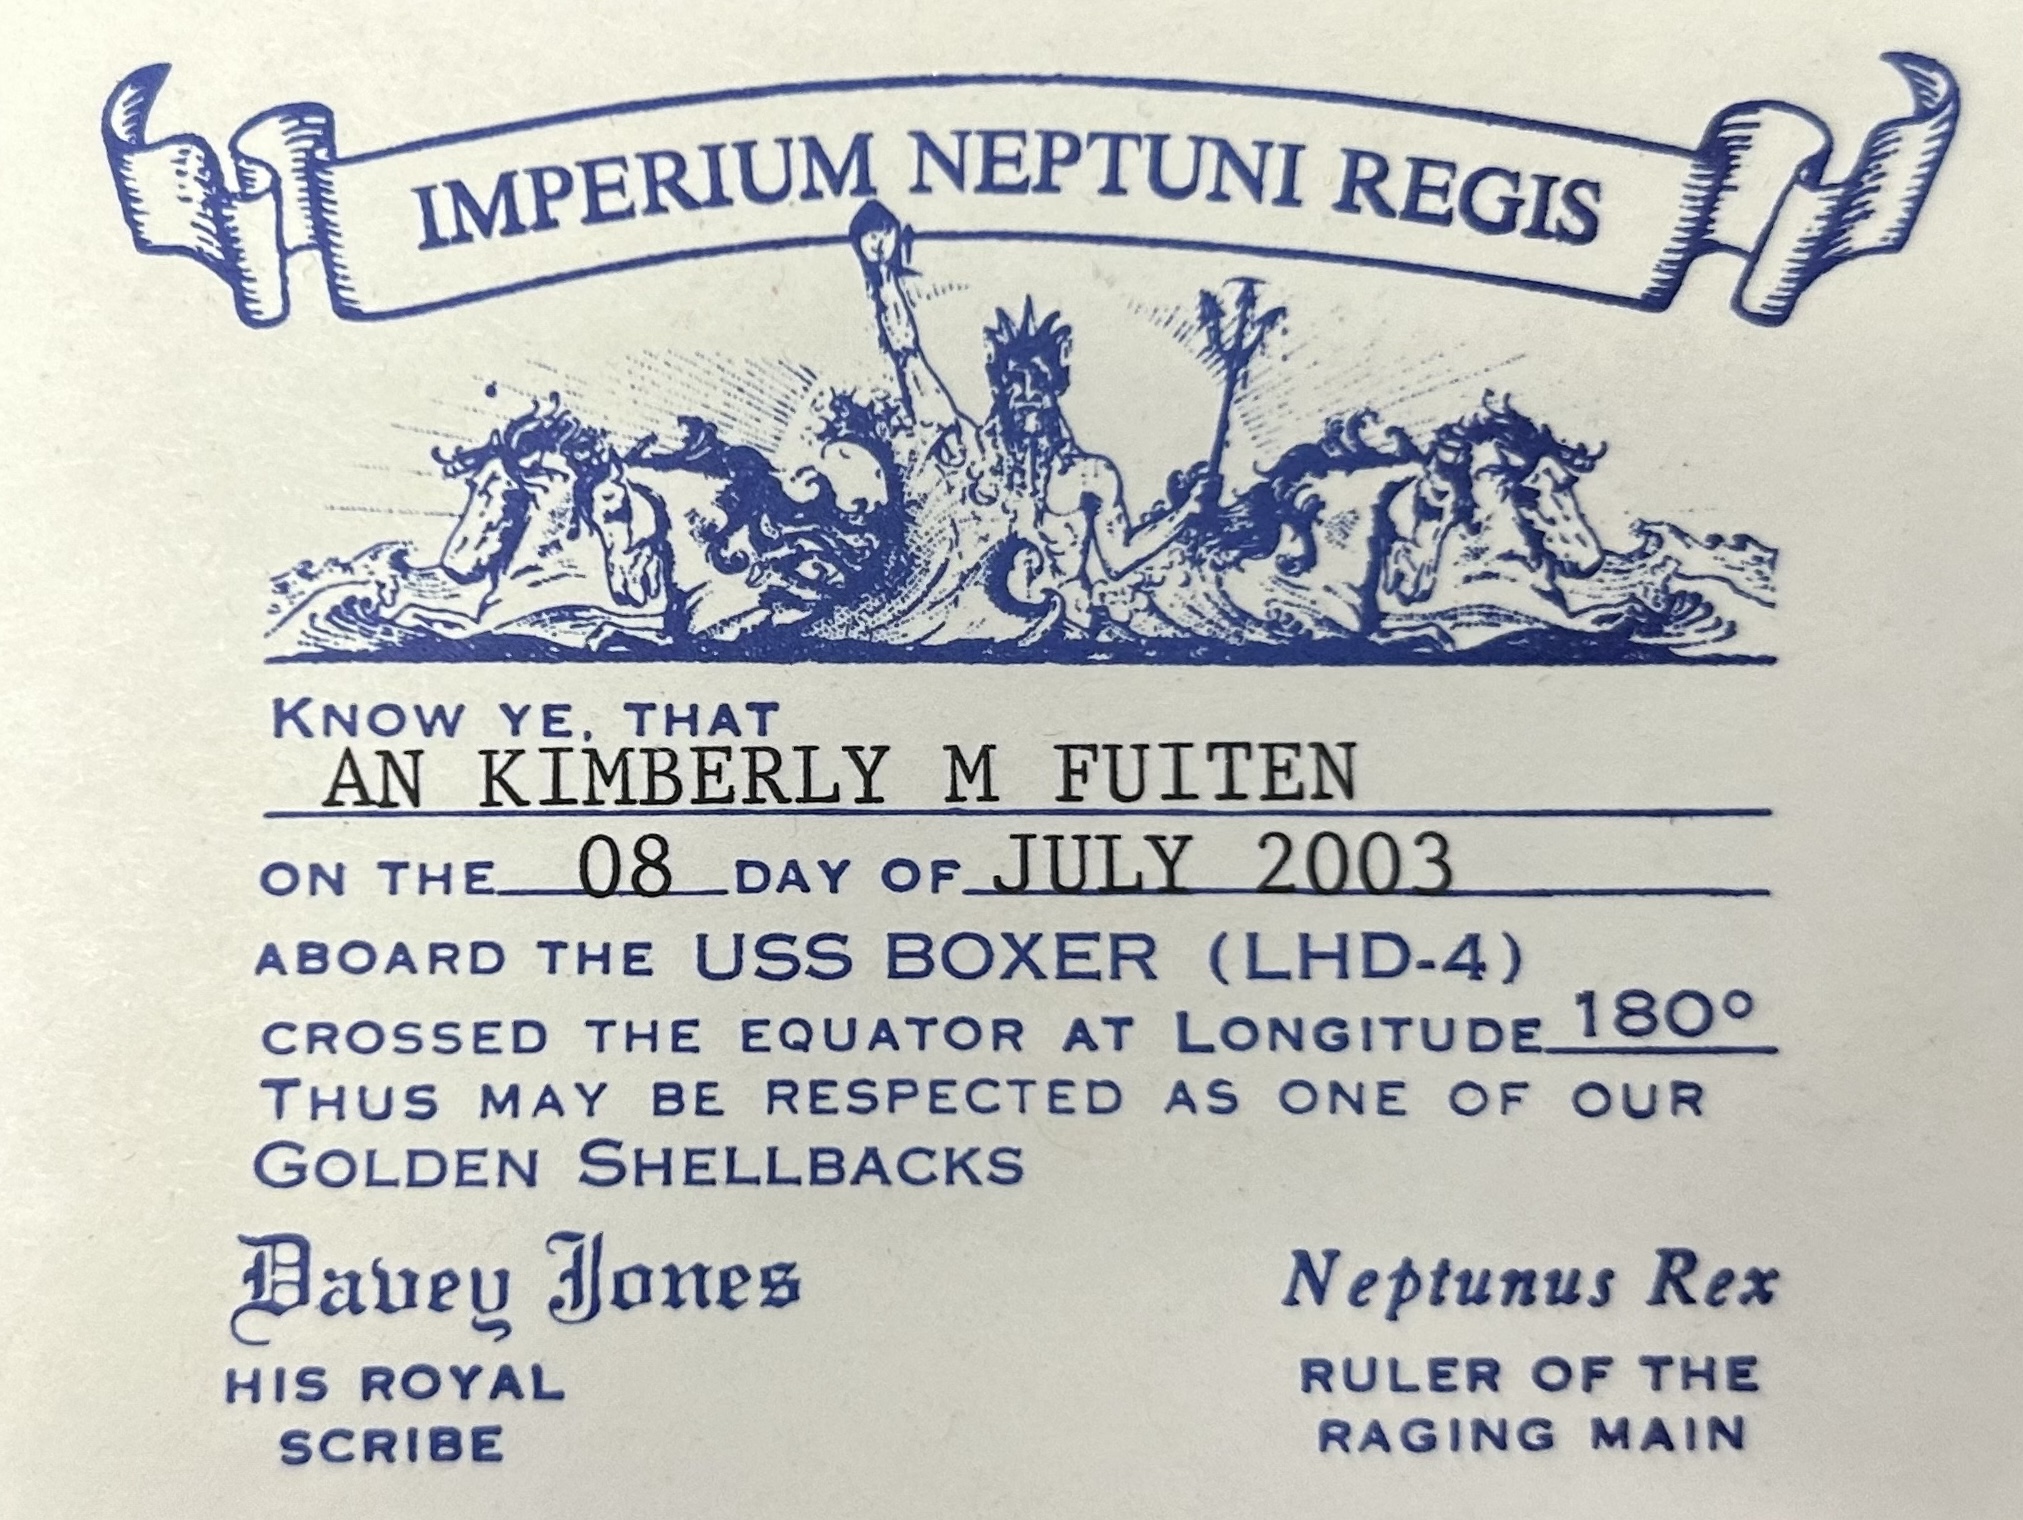 IMPERIUM NEPTUNI REGIS
KNOW YE, THAT
AN KIMBERLY M FUITEN
ON THE 08 DAY OF JULY 2003
ABOARD THE USS BOXER (LHD-4)
CROSSED THE EQUATOR AT LONGITUDE 180°
THUS MAY BE RESPECTED AS ONE OF OUR
GOLDEN SHELLBACKS
Davey Jones
HIS ROYAL
SCRIBE
Neptunus Rex
RULER OF THE
RAGING MAIN